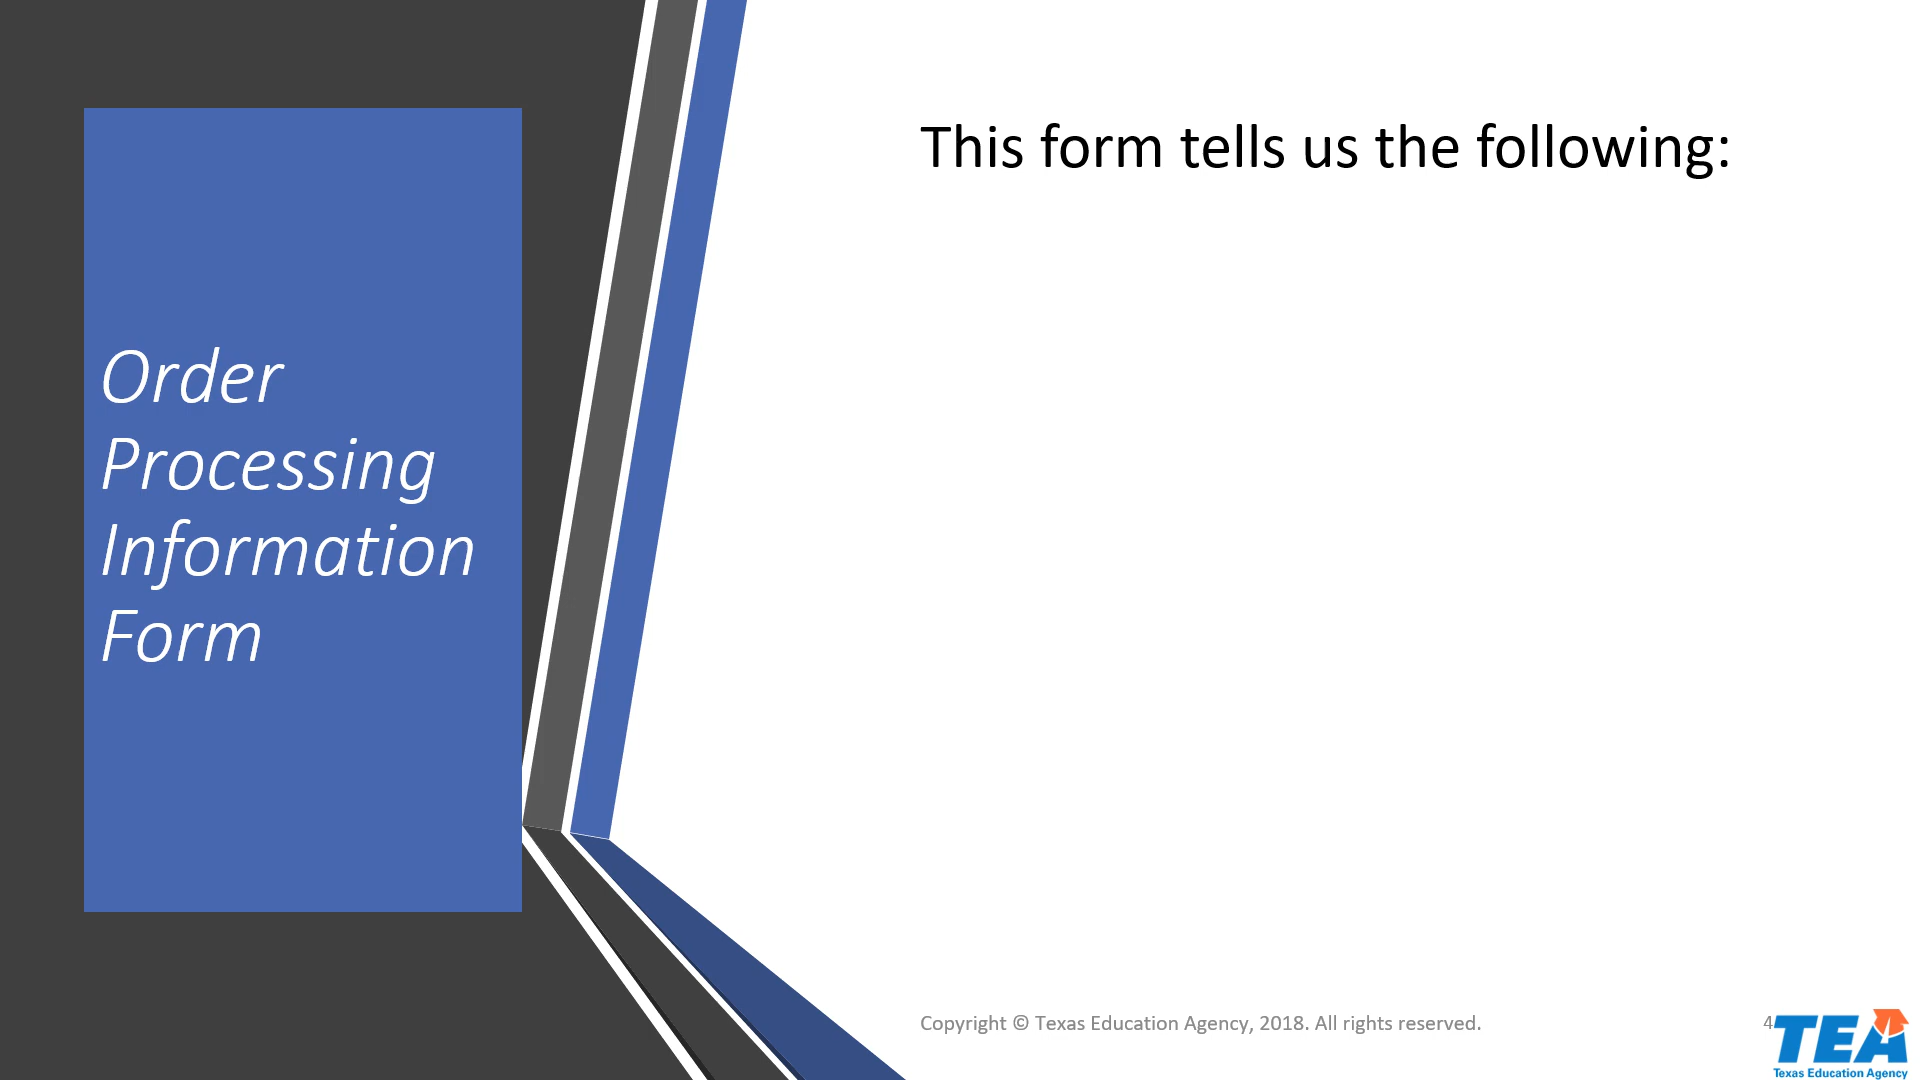 Order
Processing
Information
Form
This form tells us the following:
Copyright © Texas Education Agency, 2018. All rights reserved.
4
TEA
Texas Education Agency